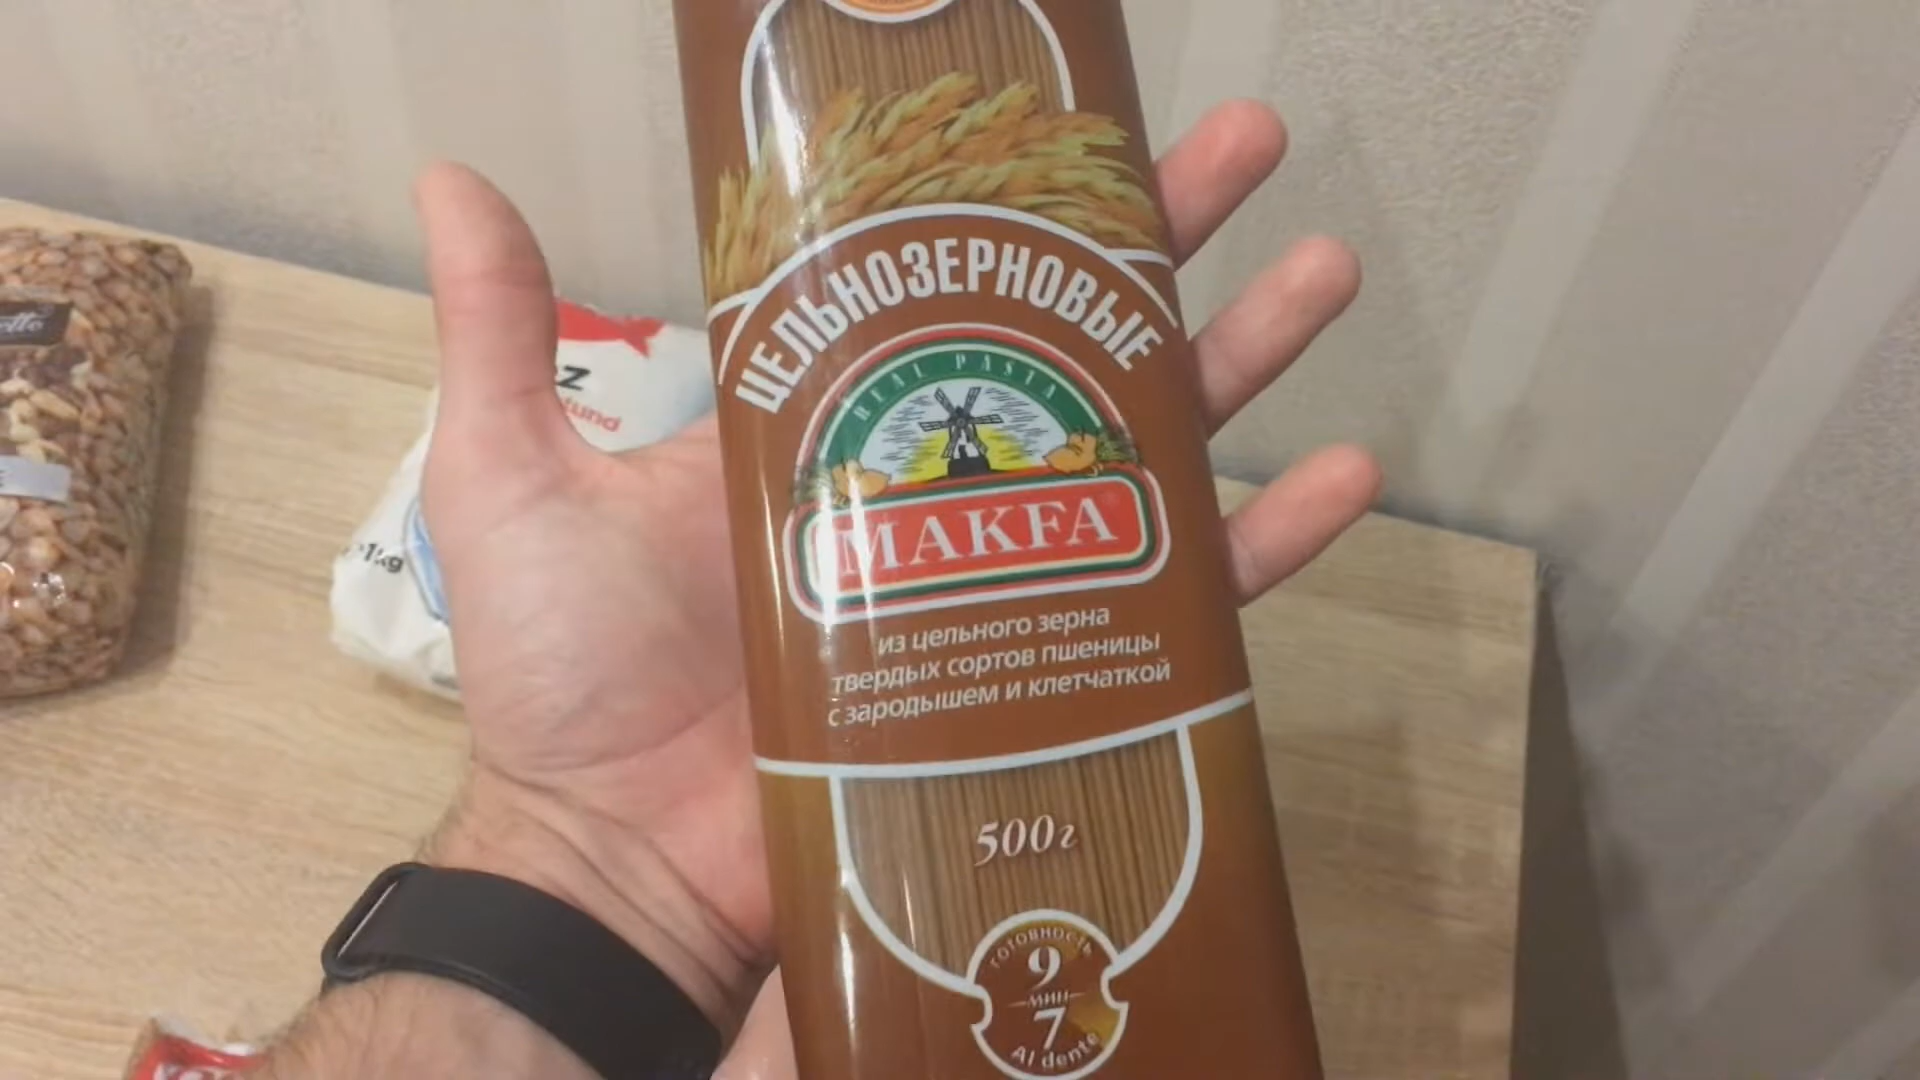 ЦЕЛЬНОЗЕРНОВЫЕ
REAL PASTA
MAKFA
из цельного зерна
твердых сортов пшеницы
с зародышем и клетчаткой
500г
готовность
9
мин
7
Al dente
1kg